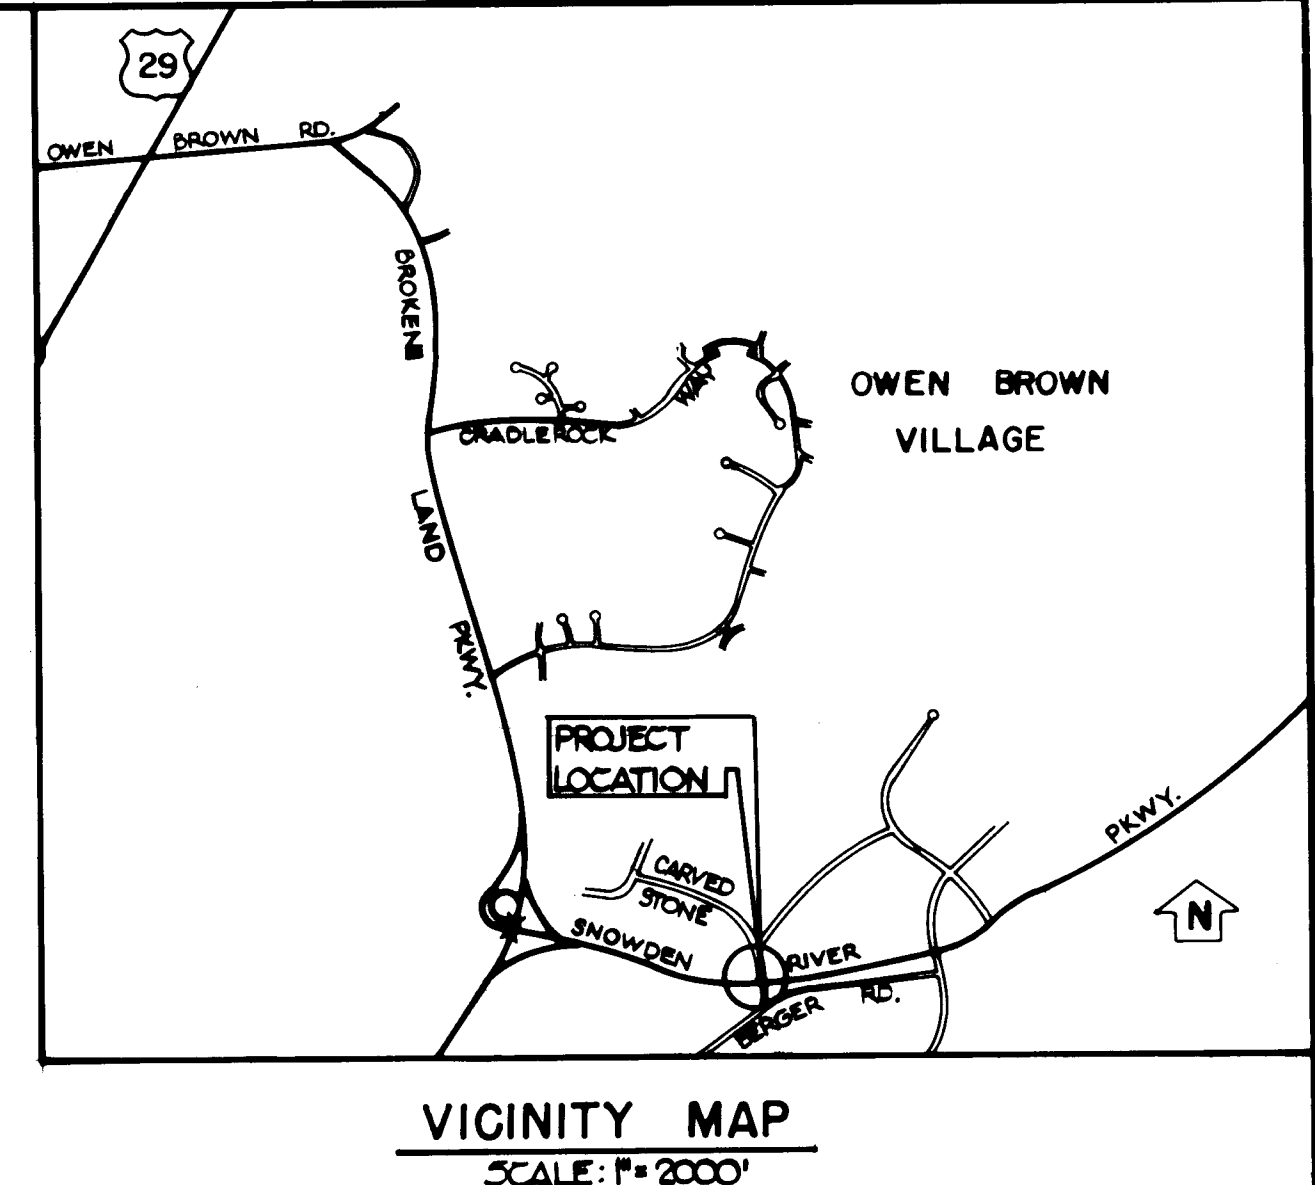 29
OWEN BROWN RD.
BROKEN
LAND
PKWY.
CRADLEROCK WAY
OWEN BROWN
VILLAGE
PROJECT
LOCATION
CARVED
STONE
SNOWDEN RIVER PKWY.
BERGER RD.
N
VICINITY MAP
SCALE: 1"= 2000'